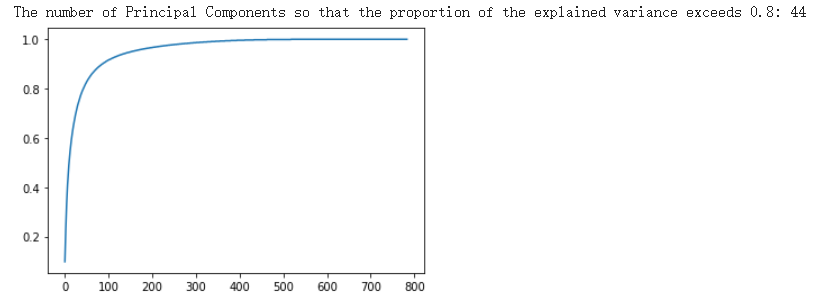 The number of Principal Components so that the proportion of the explained variance exceeds 0.8: 44
1.0
0.8
0.6
0.4
0.2
0 100 200 300 400 500 600 700 800